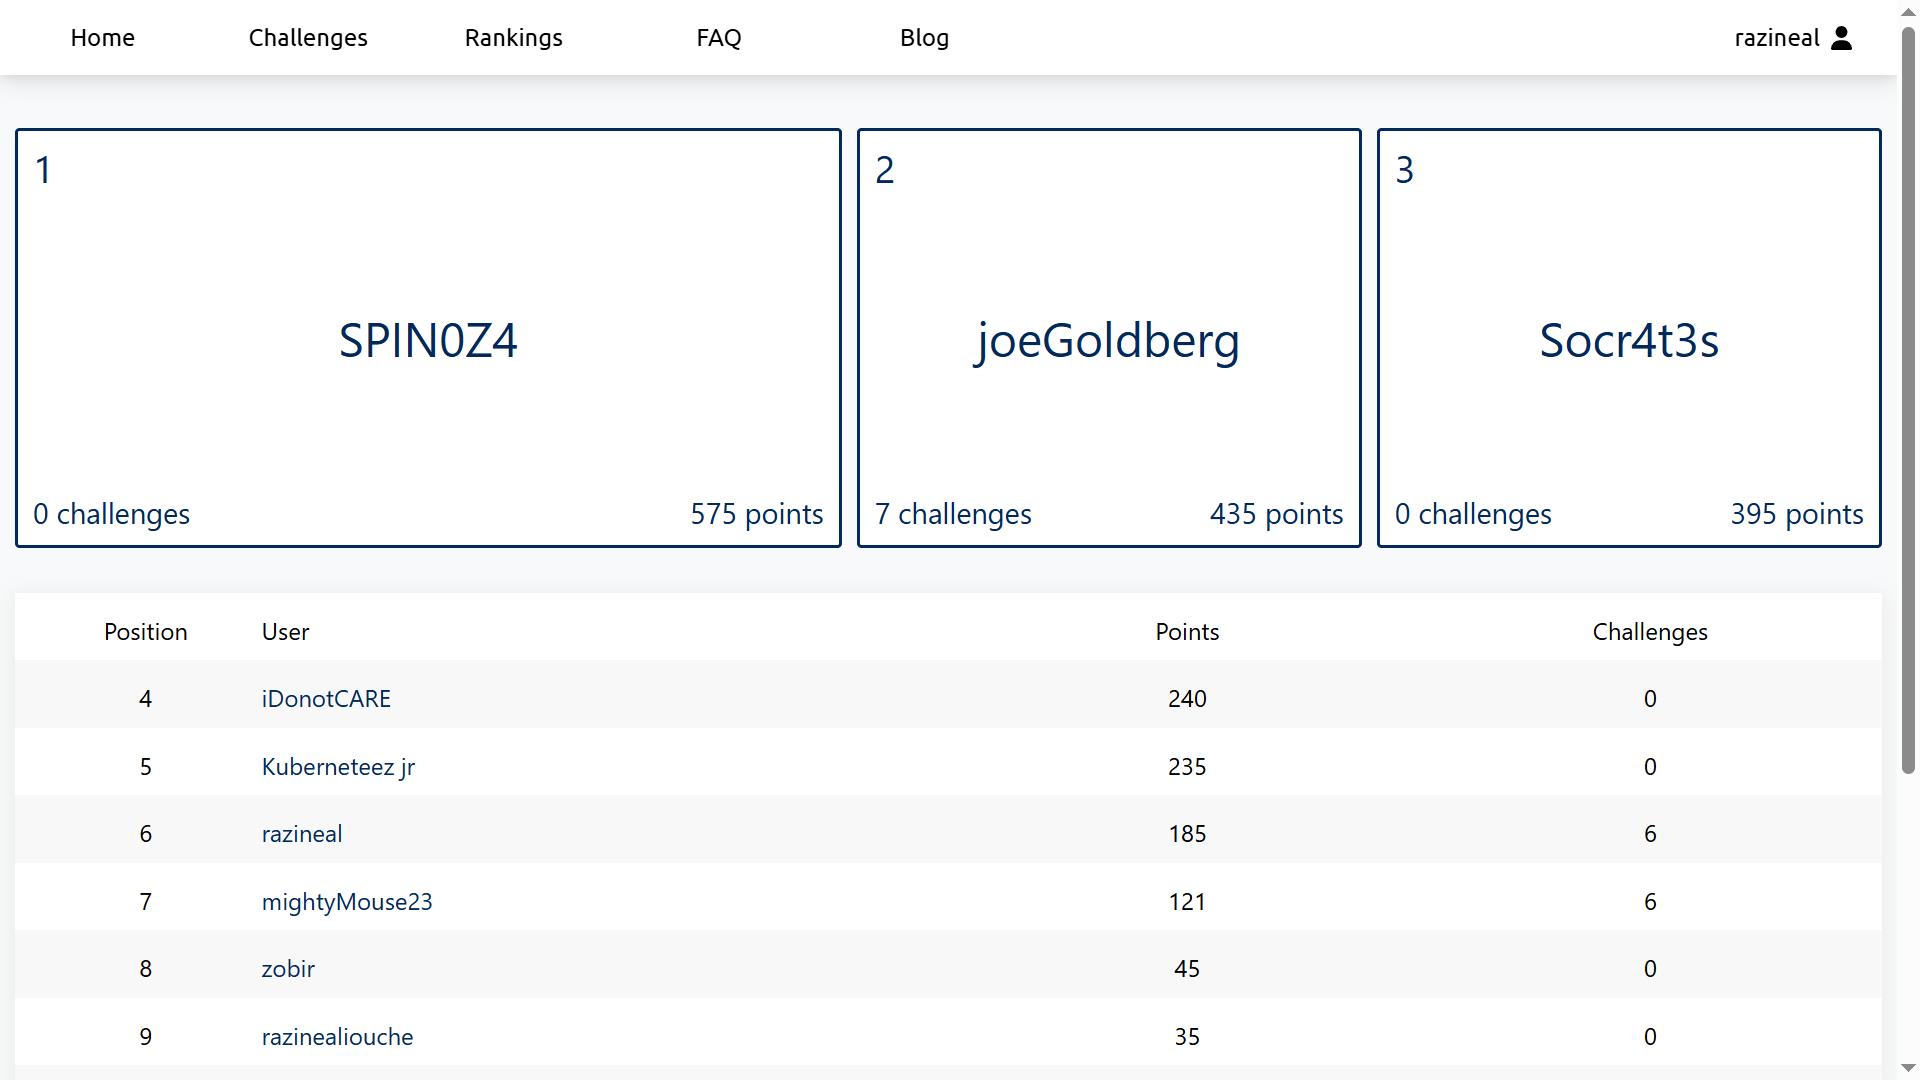 Home Challenges Rankings FAQ Blog razineal
1
SPIN0Z4
0 challenges 575 points
2
joeGoldberg
7 challenges 435 points
3
Socr4t3s
0 challenges 395 points
Position User Points Challenges
4 iDonotCARE 240 0
5 Kuberneteez jr 235 0
6 razineal 185 6
7 mightyMouse23 121 6
8 zobir 45 0
9 razinealiouche 35 0